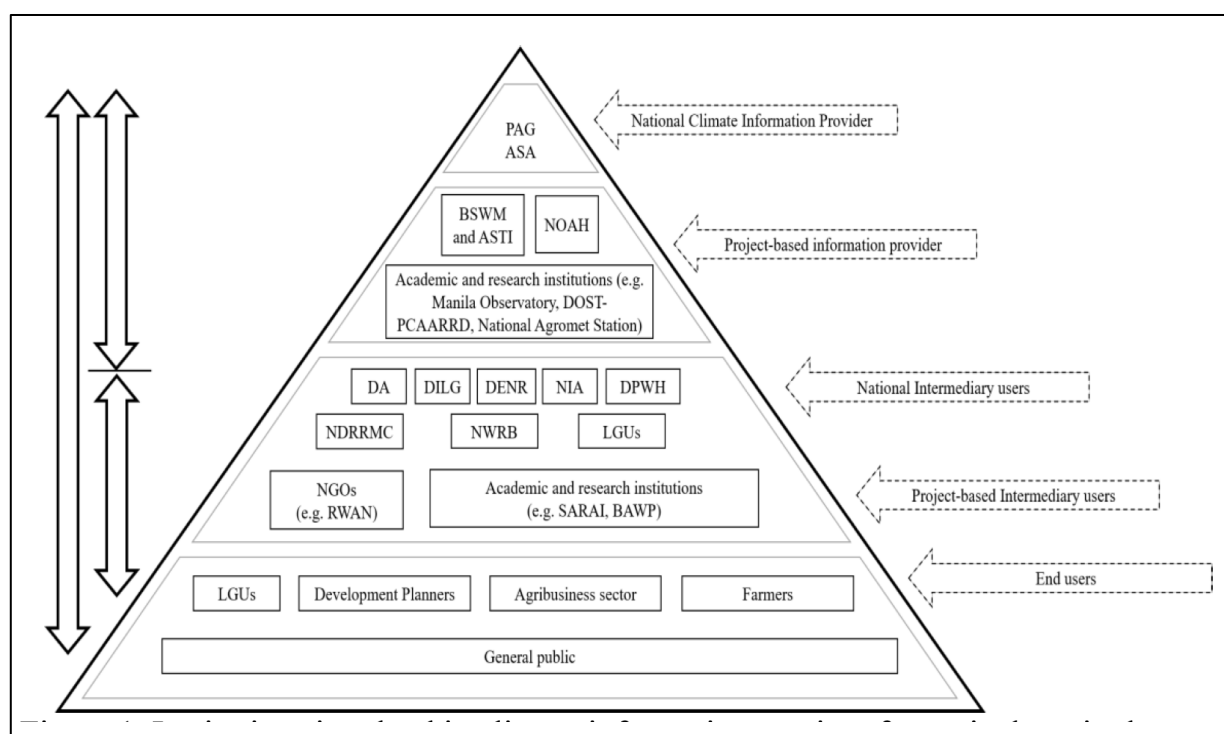 PAG
ASA
National Climate Information Provider
BSWM
and ASTI
NOAH
Project-based information provider
Academic and research institutions (e.g.
Manila Observatory, DOST-
PCAARRD, National Agromet Station)
DA
DILG
DENR
NIA
DPWH
National Intermediary users
NDRRMC
NWRB
LGUs
NGOs
(e.g. RWAN)
Academic and research institutions
(e.g. SARAI, BAWP)
Project-based Intermediary users
End users
LGUs
Development Planners
Agribusiness sector
Farmers
General public